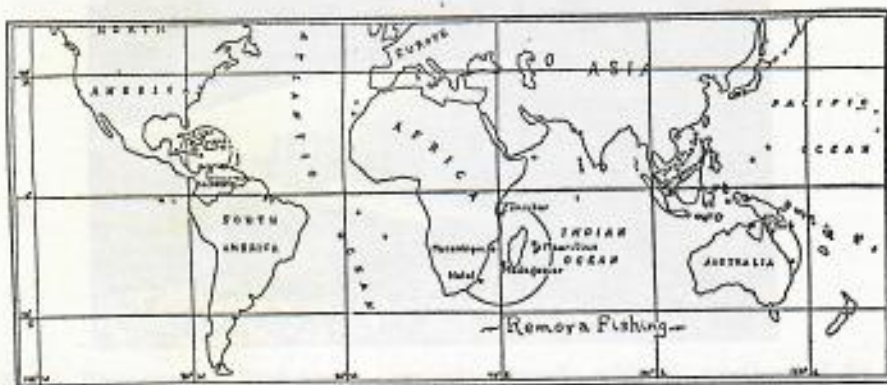 NORTH
AMERICA
ATLANTIC
OCEAN
EUROPE
ASIA
AFRICA
PACIFIC
OCEAN
SOUTH
AMERICA
Zanzibar
Mozambique
Mauritius
Madagascar
Natal
INDIAN
OCEAN
AUSTRALIA
~ Remora Fishing ~